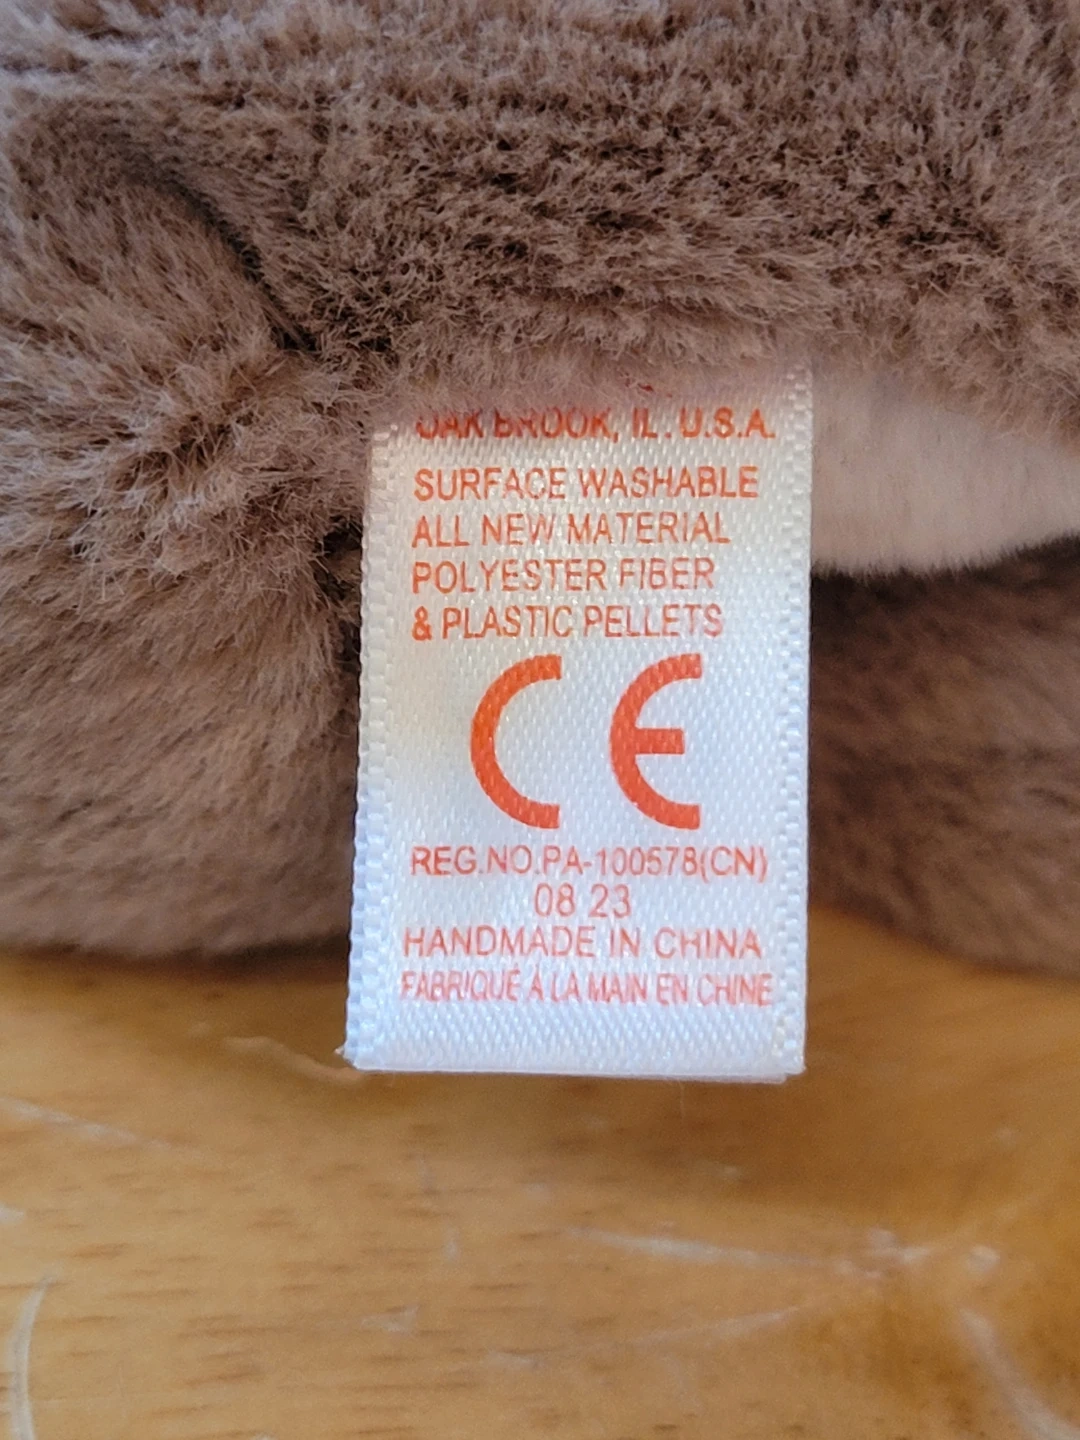 OAK BROOK, IL. U.S.A.
SURFACE WASHABLE
ALL NEW MATERIAL
POLYESTER FIBER
& PLASTIC PELLETS
CE
REG.NO.PA-100578(CN)
08 23
HANDMADE IN CHINA
FABRIQUÉ À LA MAIN EN CHINE